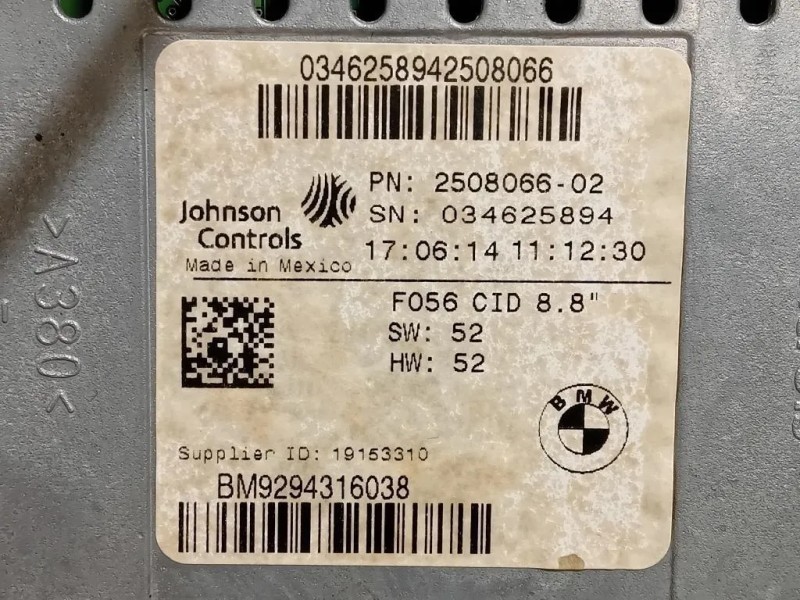 0346258942508066
Johnson
Controls
Made in Mexico
PN: 2508066-02
SN: 034625894
17:06:14 11:12:30
F056 CID 8.8"
SW: 52
HW: 52
BMW
Supplier ID: 19153310
BM9294316038
>A380<